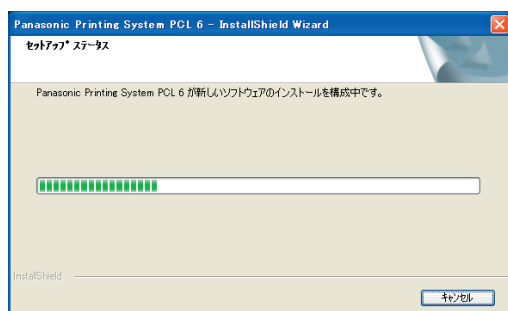 Panasonic Printing System PCL 6 - InstallShield Wizard
セットアップ ステータス
Panasonic Printing System PCL 6 が新しいソフトウェアのインストールを構成中です。
InstallShield
キャンセル